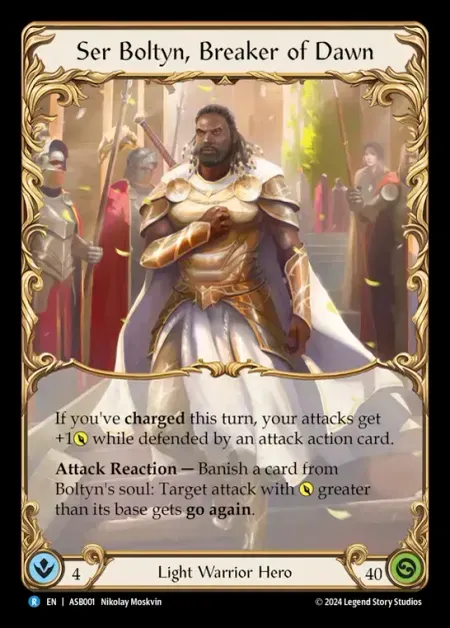 Ser Boltyn, Breaker of Dawn
If you've charged this turn, your attacks get
+1 while defended by an attack action card.
Attack Reaction — Banish a card from
Boltyn's soul: Target attack with greater
than its base gets go again.
4 Light Warrior Hero 40
R EN | ASB001 Nikolay Moskvin © 2024 Legend Story Studios